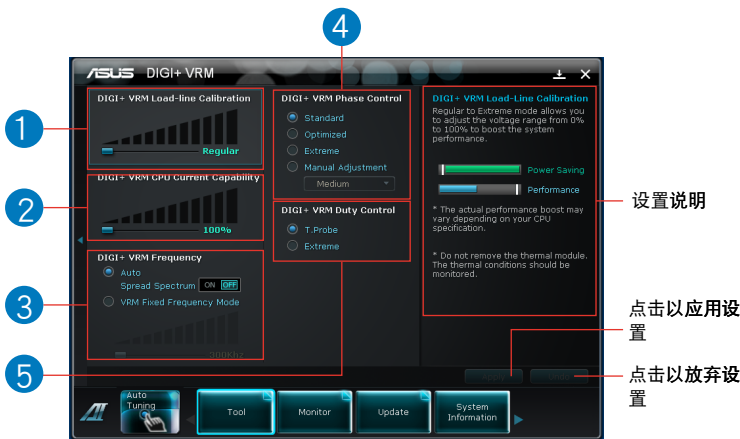 4
ASUS DIGI+ VRM
1
DIGI+ VRM Load-line Calibration
Regular
2
DIGI+ VRM CPU Current Capability
100%
3
DIGI+ VRM Frequency
Auto
Spread Spectrum ON OFF
VRM Fixed Frequency Mode
300Khz
DIGI+ VRM Phase Control
Standard
Optimized
Extreme
Manual Adjustment
Medium
DIGI+ VRM Duty Control
T.Probe
Extreme
5
DIGI+ VRM Load-Line Calibration
Regular to Extreme mode allows you
to adjust the voltage range from 0%
to 100% to boost the system
performance.
Power Saving
Performance
* The actual performance boost may
vary depending on your CPU
specification.
* Do not remove the thermal module.
The thermal conditions should be
monitored.
设置说明
点击以应用设
置
点击以放弃设
置
Auto
Tuning
Tool
Monitor
Update
System
Information